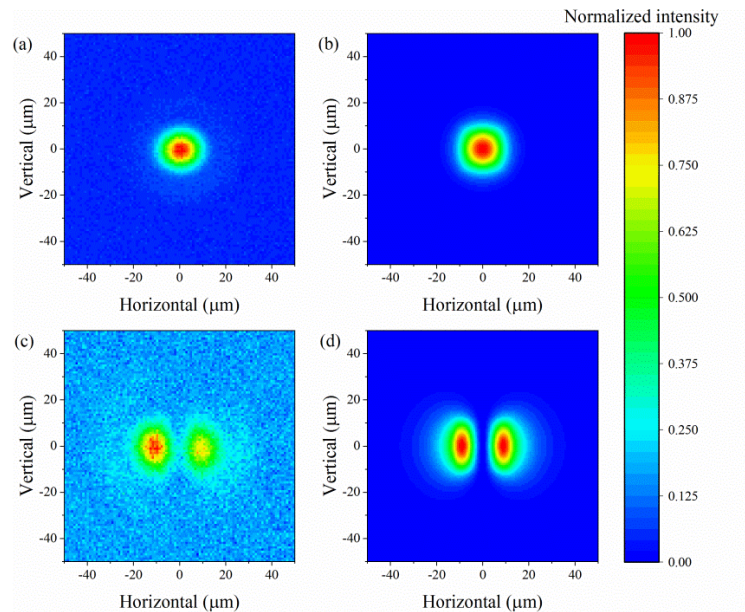 Normalized intensity
(a)
40
20
0
-20
-40
Vertical (μm)
-40 -20 0 20 40
Horizontal (μm)
(b)
40
20
0
-20
-40
Vertical (μm)
-40 -20 0 20 40
Horizontal (μm)
(c)
40
20
0
-20
-40
Vertical (μm)
-40 -20 0 20 40
Horizontal (μm)
(d)
40
20
0
-20
-40
Vertical (μm)
-40 -20 0 20 40
Horizontal (μm)
1.00
0.875
0.750
0.625
0.500
0.375
0.250
0.125
0.00